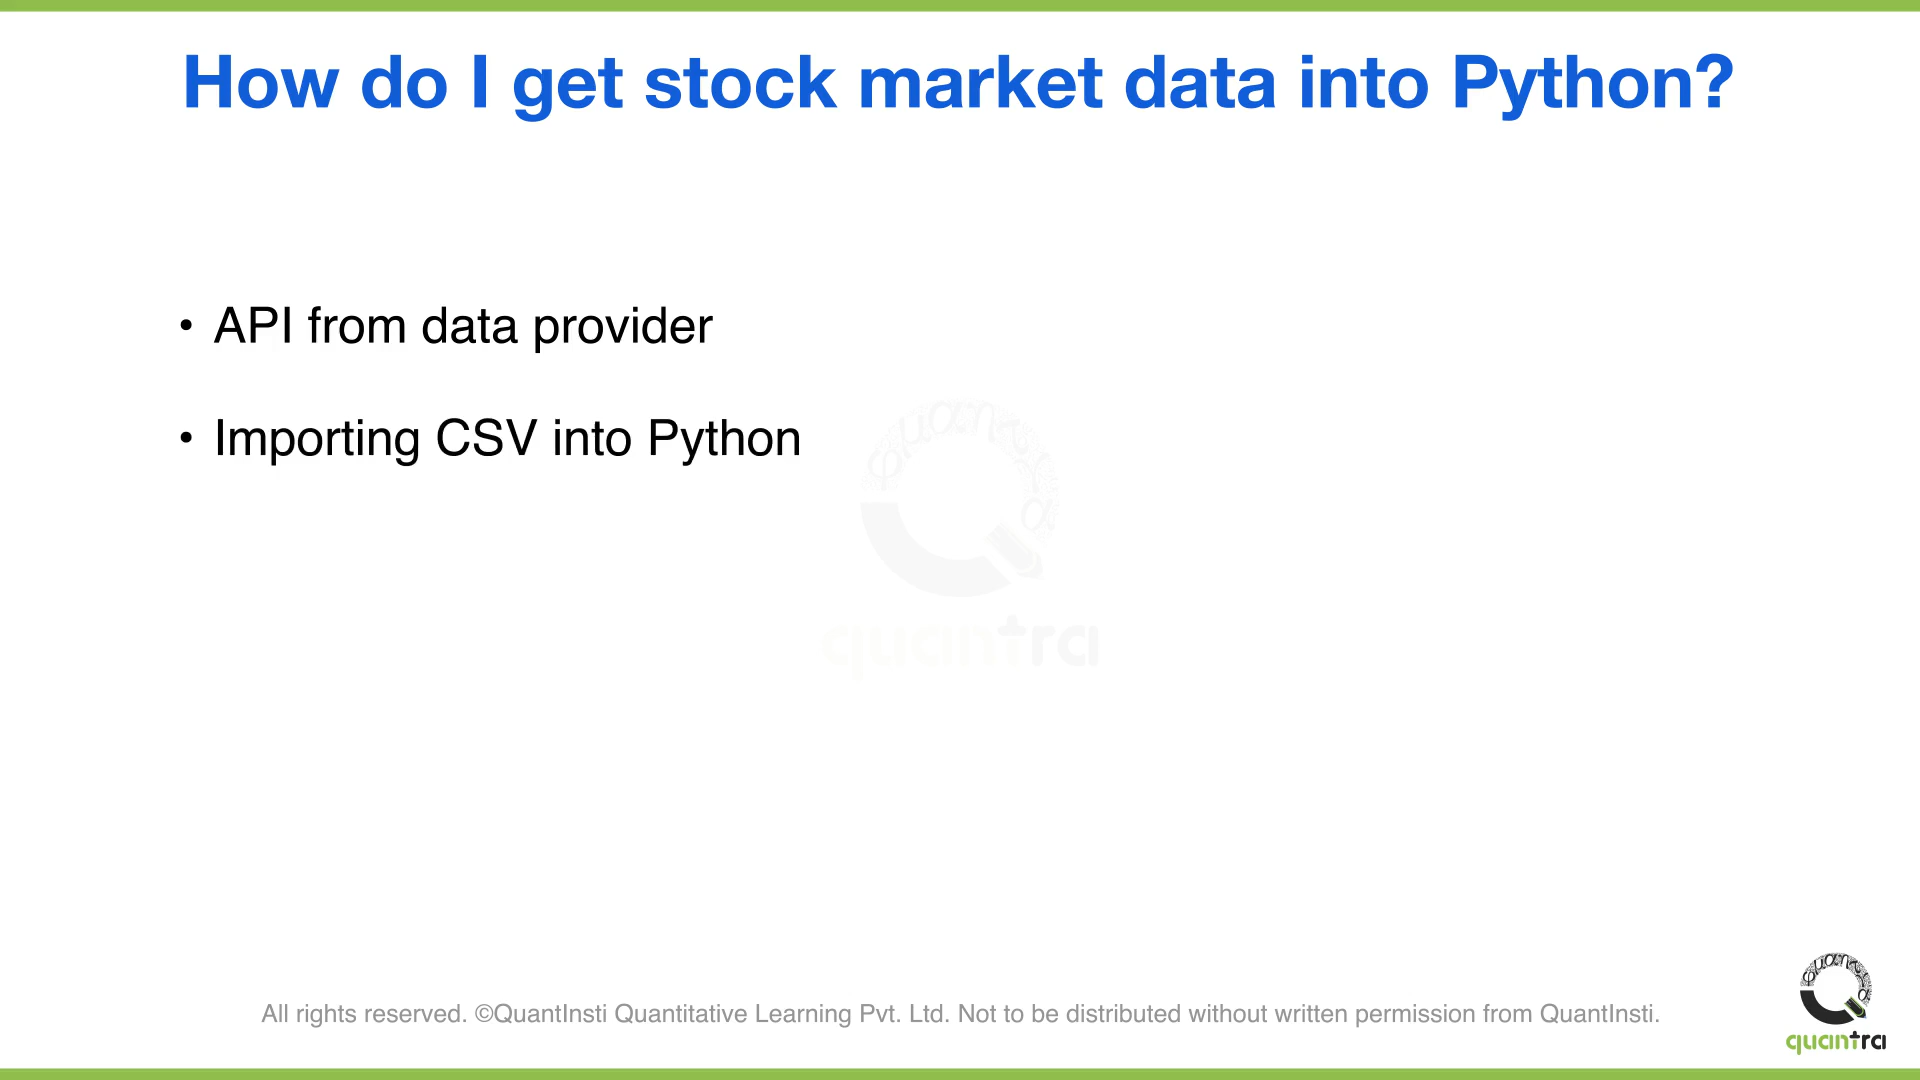 How do I get stock market data into Python?
• API from data provider
• Importing CSV into Python
quantra
All rights reserved. ©QuantInsti Quantitative Learning Pvt. Ltd. Not to be distributed without written permission from QuantInsti.
quantra